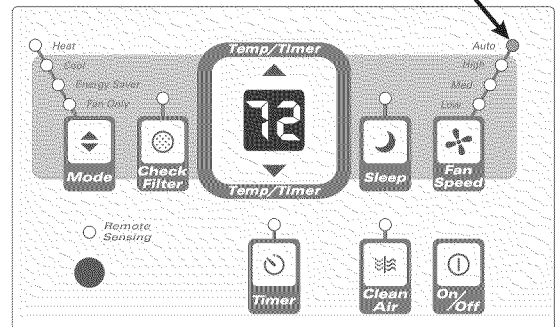 Temp/Timer
Heat
Cool
Energy Saver
Fan Only
Auto
High
Med
Low
72
Mode
Check Filter
Temp/Timer
Sleep
Fan Speed
Remote Sensing
Timer
Clean Air
On/Off